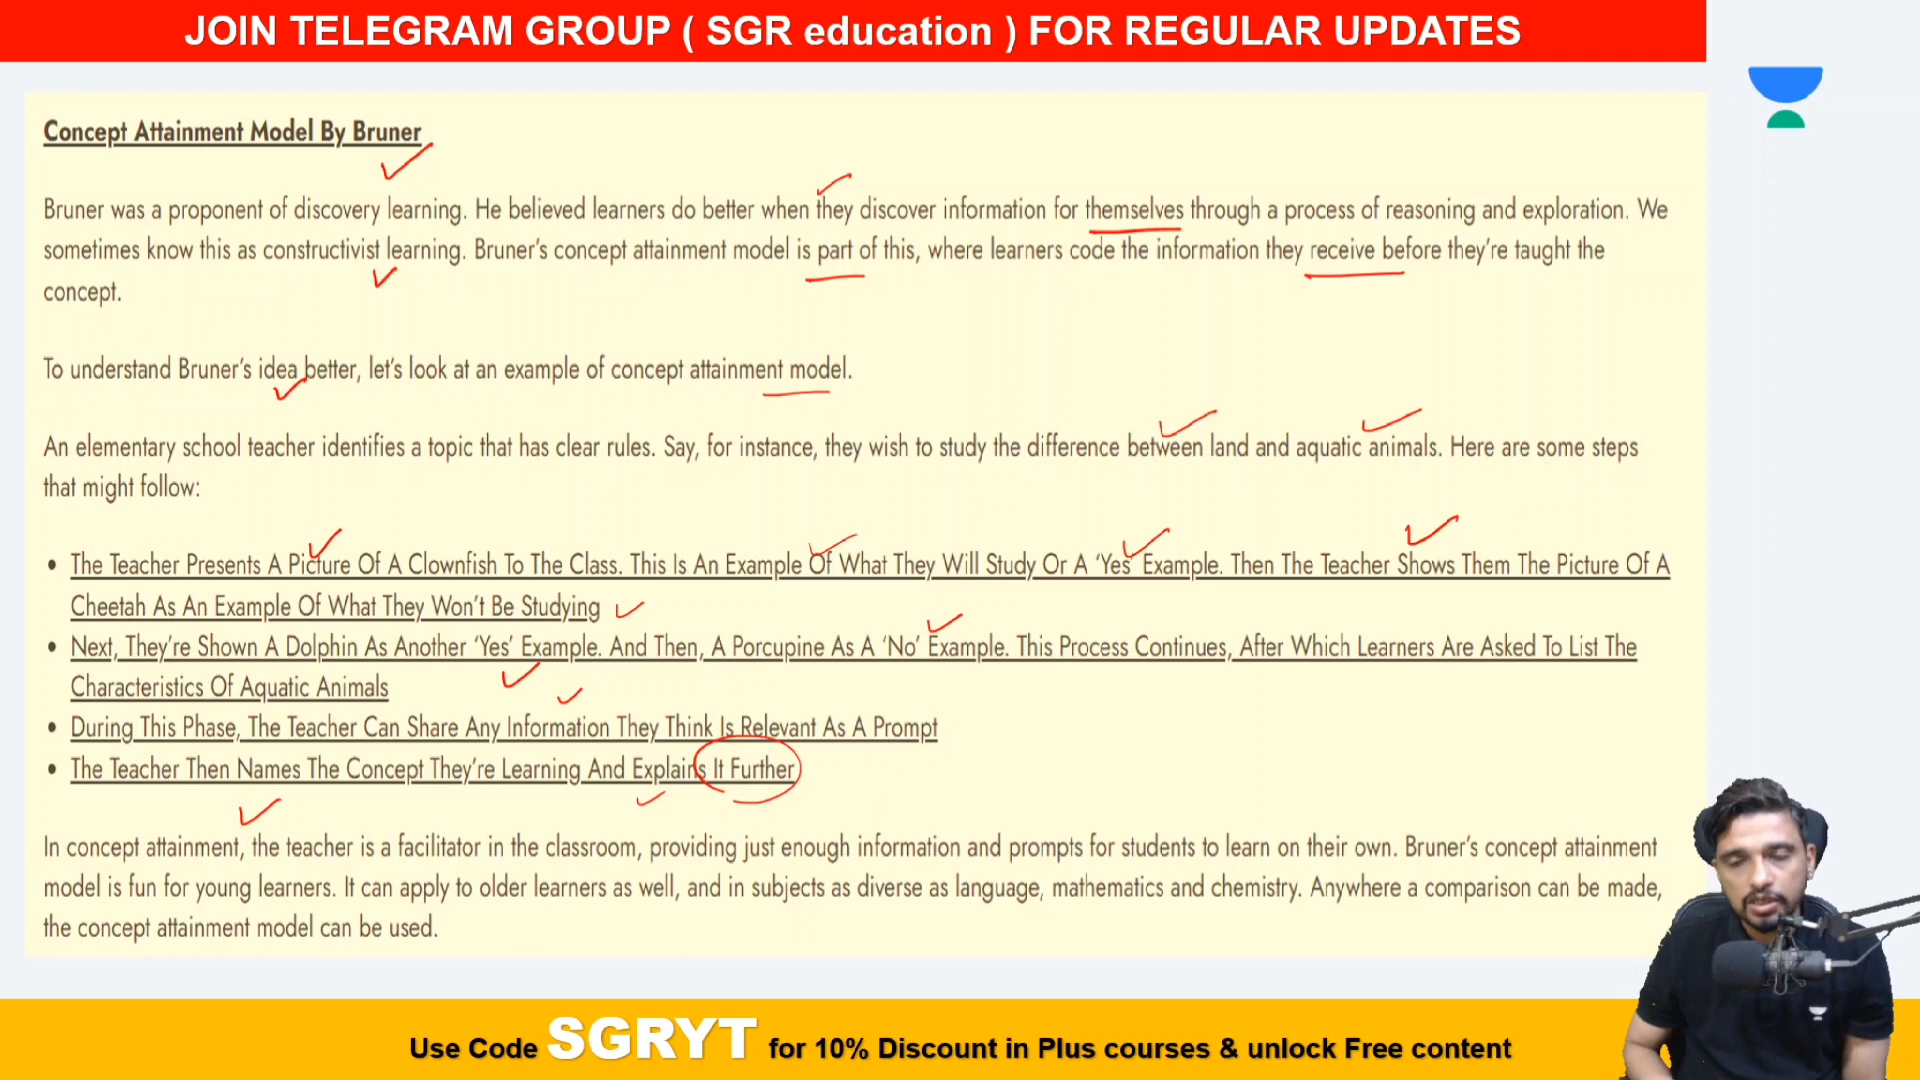 JOIN TELEGRAM GROUP ( SGR education ) FOR REGULAR UPDATES
Concept Attainment Model By Bruner
Bruner was a proponent of discovery learning. He believed learners do better when they discover information for themselves through a process of reasoning and exploration. We
sometimes know this as constructivist learning. Bruner's concept attainment model is part of this, where learners code the information they receive before they're taught the
concept.
To understand Bruner's idea better, let's look at an example of concept attainment model.
An elementary school teacher identifies a topic that has clear rules. Say, for instance, they wish to study the difference between land and aquatic animals. Here are some steps
that might follow:
• The Teacher Presents A Picture Of A Clownfish To The Class. This Is An Example Of What They Will Study Or A 'Yes' Example. Then The Teacher Shows Them The Picture Of A
Cheetah As An Example Of What They Won't Be Studying
• Next, They're Shown A Dolphin As Another 'Yes' Example. And Then, A Porcupine As A 'No' Example. This Process Continues, After Which Learners Are Asked To List The
Characteristics Of Aquatic Animals
• During This Phase, The Teacher Can Share Any Information They Think Is Relevant As A Prompt
• The Teacher Then Names The Concept They're Learning And Explains It Further
In concept attainment, the teacher is a facilitator in the classroom, providing just enough information and prompts for students to learn on their own. Bruner's concept attainment
model is fun for young learners. It can apply to older learners as well, and in subjects as diverse as language, mathematics and chemistry. Anywhere a comparison can be made,
the concept attainment model can be used.
Use Code SGRYT for 10% Discount in Plus courses & unlock Free content